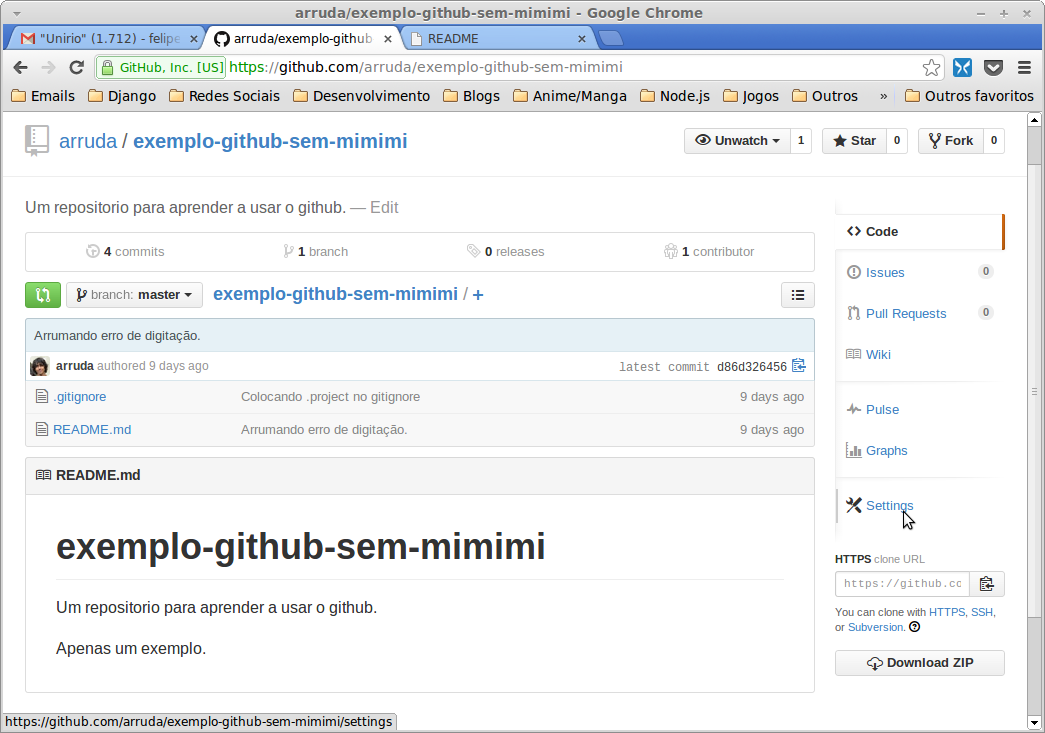 arruda/exemplo-github-sem-mimimi - Google Chrome
"Unirio" (1.712) - felipe
arruda/exemplo-github
README
GitHub, Inc. [US] https://github.com/arruda/exemplo-github-sem-mimimi
Emails Django Redes Sociais Desenvolvimento Blogs Anime/Manga Node.js Jogos Outros » Outros favoritos
arruda / exemplo-github-sem-mimimi
Unwatch 1 Star 0 Fork 0
Um repositorio para aprender a usar o github. — Edit
4 commits 1 branch 0 releases 1 contributor
branch: master exemplo-github-sem-mimimi / +
Arrumando erro de digitação.
arruda authored 9 days ago latest commit d86d326456
.gitignore Colocando .project no gitignore 9 days ago
README.md Arrumando erro de digitação. 9 days ago
README.md
exemplo-github-sem-mimimi
Um repositorio para aprender a usar o github.
Apenas um exemplo.
Code
Issues 0
Pull Requests 0
Wiki
Pulse
Graphs
Settings
HTTPS clone URL
https://github.cc
You can clone with HTTPS, SSH,
or Subversion.
Download ZIP
https://github.com/arruda/exemplo-github-sem-mimimi/settings